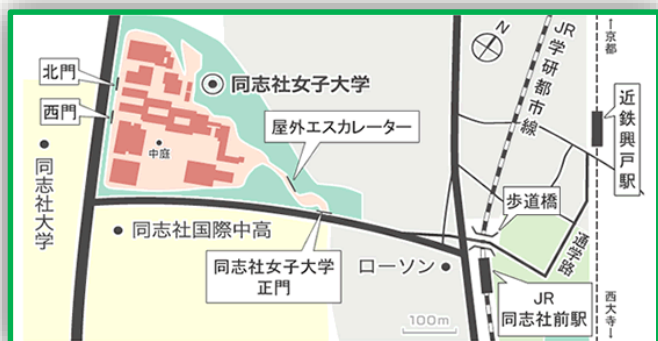 北門
西門
同志社大学
同志社女子大学
中庭
屋外エスカレーター
同志社国際中高
同志社女子大学
正門
ローソン
100m
N
JR学研都市線
歩道橋
JR
同志社前駅
通学路
←京都
近鉄興戸駅
西大寺→